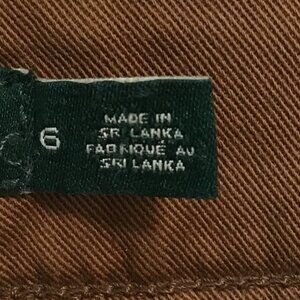 6
MADE IN
SRI LANKA
FABRIQUÉ AU
SRI LANKA